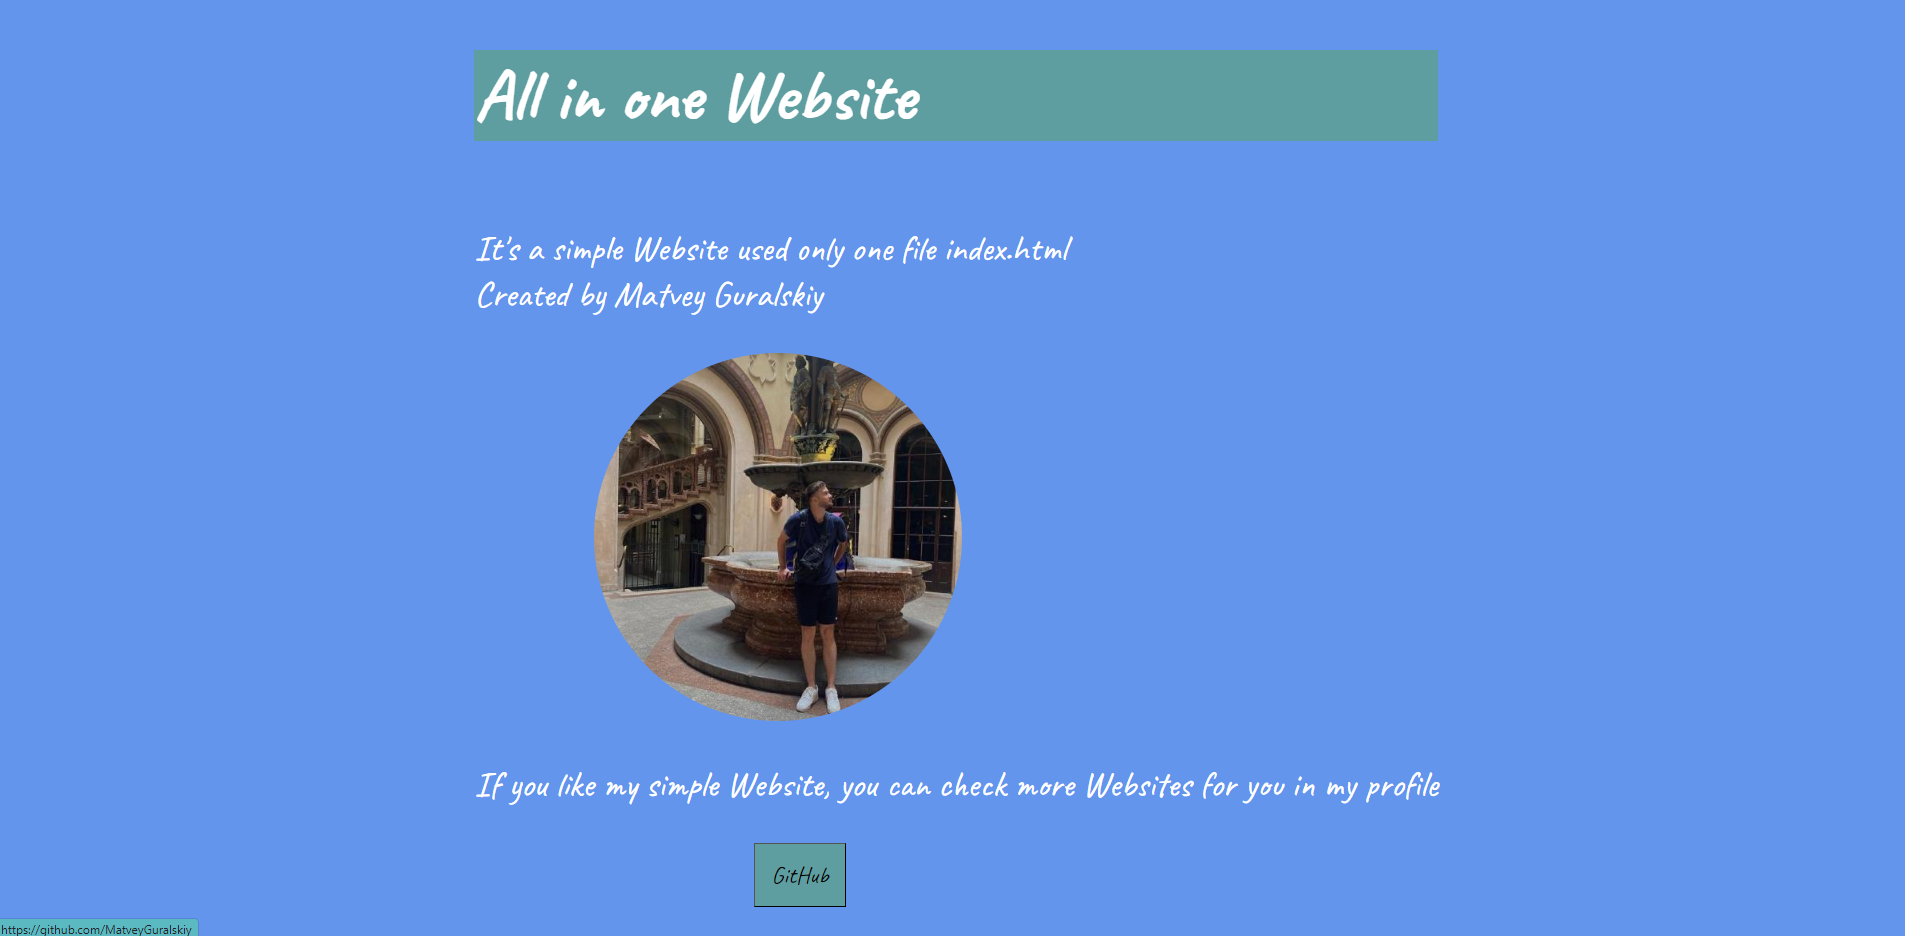 All in one Website
It's a simple Website used only one file index.html
Created by Matvey Guralskiy
If you like my simple Website, you can check more Websites for you in my profile
GitHub
https://github.com/MatveyGuralskiy